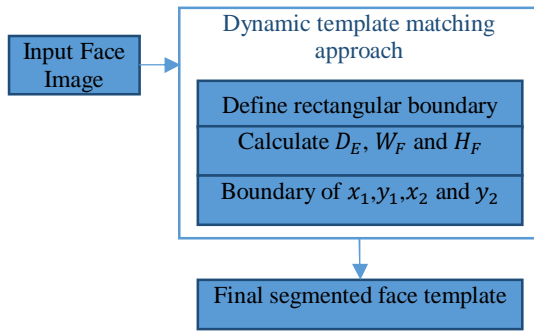 Input Face
Image
Dynamic template matching
approach
Define rectangular boundary
Calculate $D_E$, $W_F$ and $H_F$
Boundary of $x_1$,$y_1$,$x_2$ and $y_2$
Final segmented face template